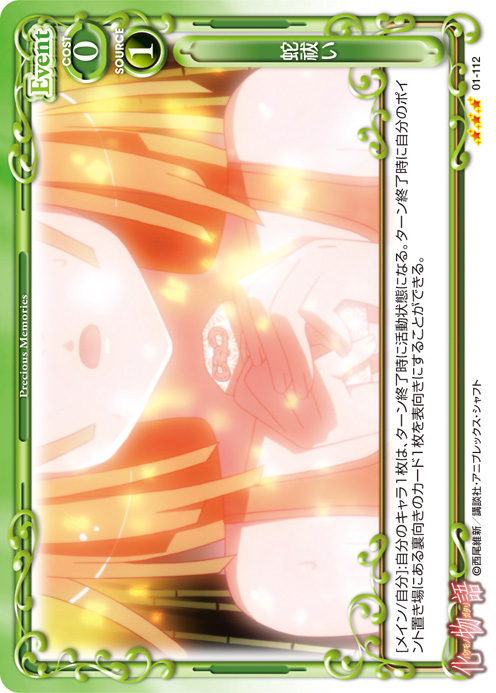 Event
COST
0
SOURCE
1
蛇祓い
Precious Memories
[メイン/自分]:自分のキャラ1枚は、ターン終了時に活動状態になる。ターン終了時に自分のポイ
ント置き場にある裏向きのカード1枚を表向きにすることができる。
化物語
©西尾維新／講談社・アニプレックス・シャフト
01-112